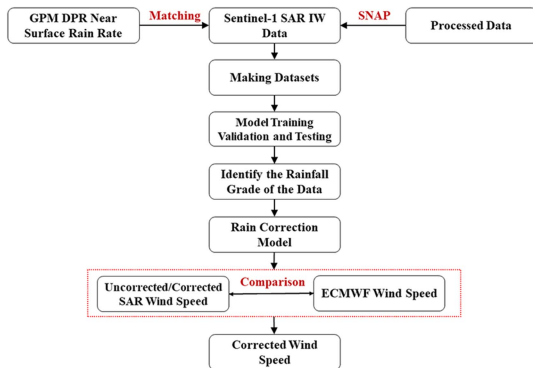 GPM DPR Near
Surface Rain Rate
Matching
Sentinel-1 SAR IW
Data
SNAP
Processed Data
Making Datasets
Model Training
Validation and Testing
Identify the Rainfall
Grade of the Data
Rain Correction
Model
Uncorrected/Corrected
SAR Wind Speed
Comparison
ECMWF Wind Speed
Corrected Wind
Speed